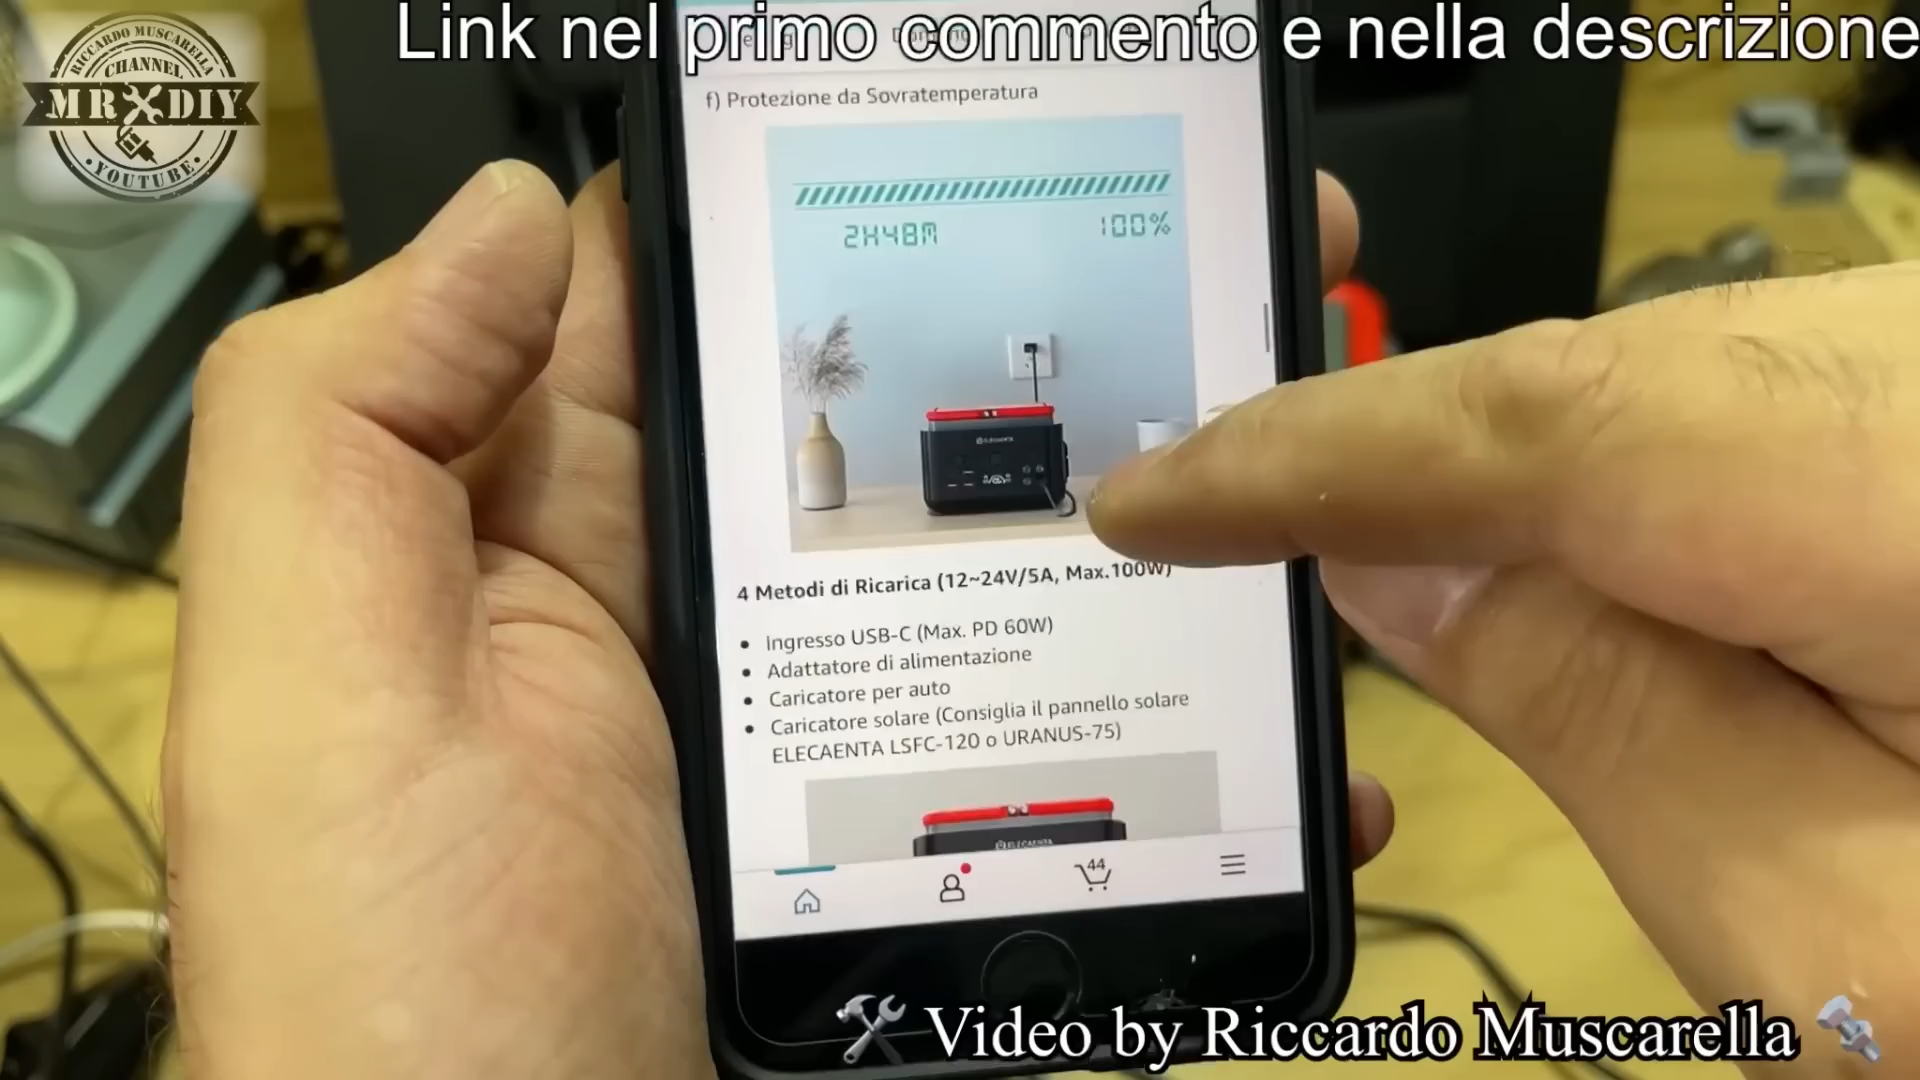 Link nel primo commento e nella descrizione
RICCARDO MUSCARELLA
CHANNEL
MR DIY
YOUTUBE
f) Protezione da Sovratemperatura
2H48M
100%
ELECAENTA
4 Metodi di Ricarica (12~24V/5A, Max.100W)
• Ingresso USB-C (Max. PD 60W)
• Adattatore di alimentazione
• Caricatore per auto
• Caricatore solare (Consiglia il pannello solare
ELECAENTA LSFC-120 o URANUS-75)
ELECAENTA
44
Video by Riccardo Muscarella